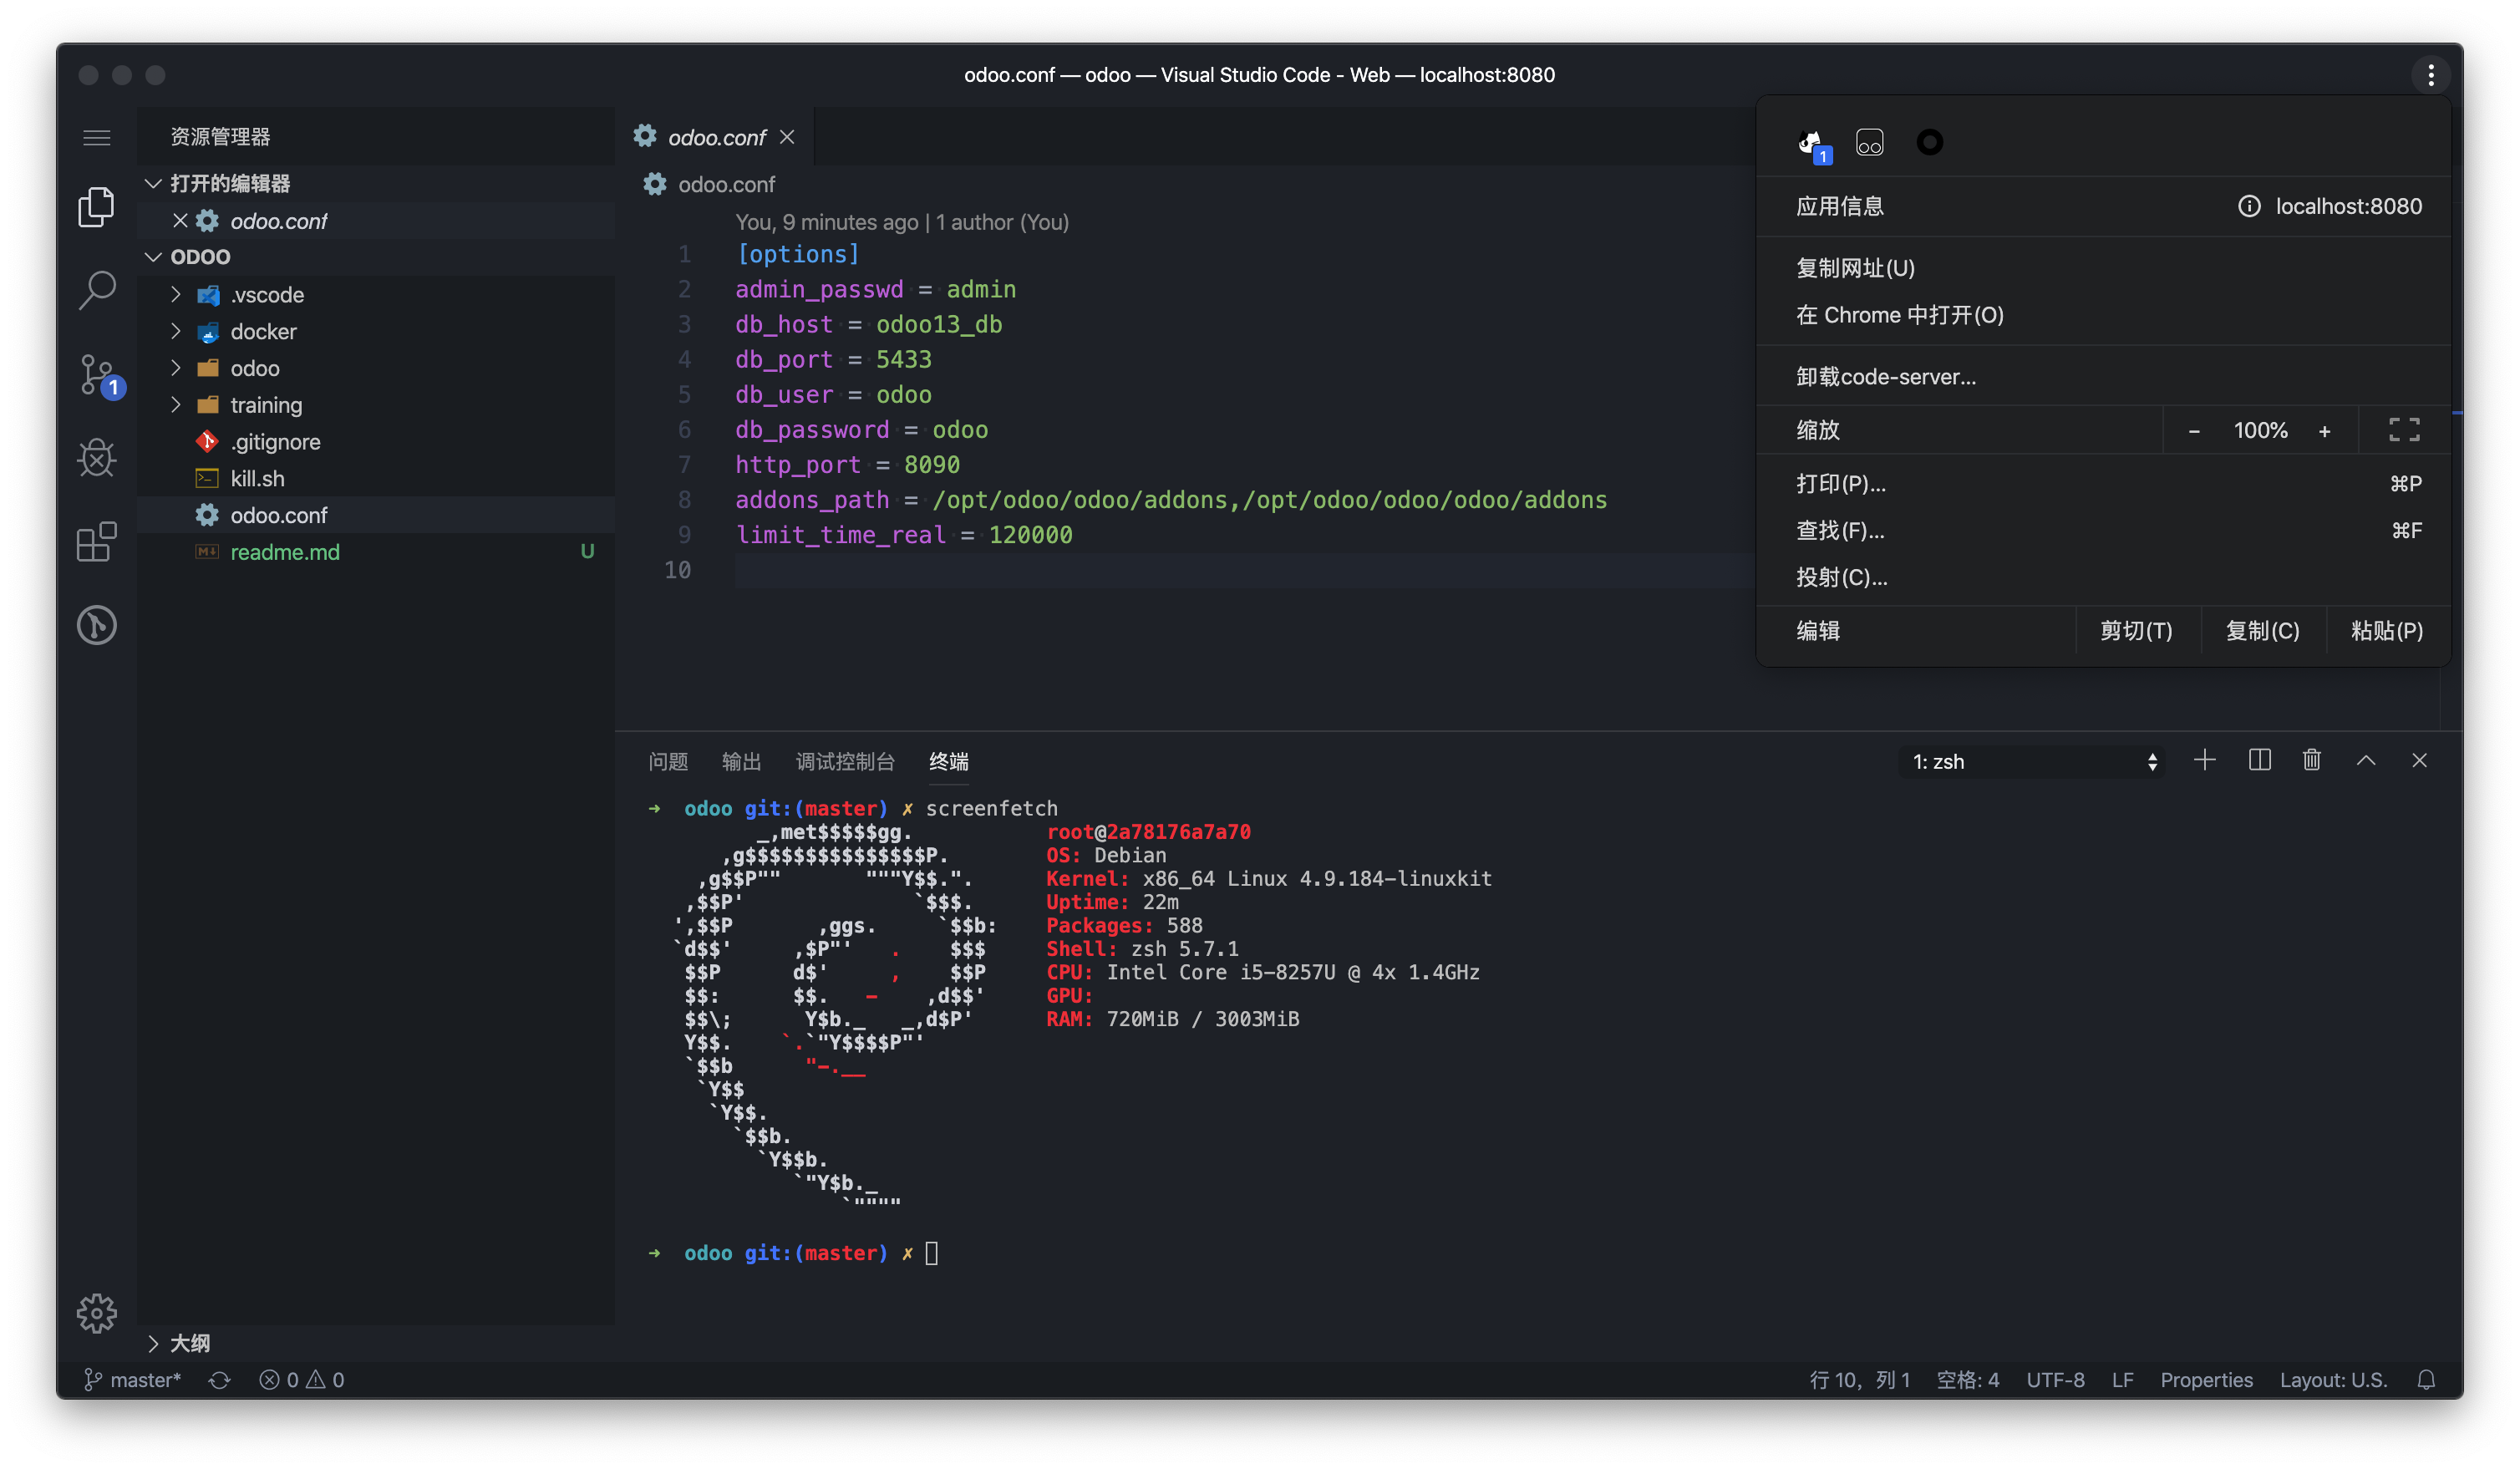 odoo.conf — odoo — Visual Studio Code - Web — localhost:8080
资源管理器
打开的编辑器
odoo.conf
ODOO
.vscode
docker
odoo
training
.gitignore
kill.sh
odoo.conf
readme.md U
大纲
1
odoo.conf
odoo.conf
You, 9 minutes ago | 1 author (You)
1 [options]
2 admin_passwd = admin
3 db_host = odoo13_db
4 db_port = 5433
5 db_user = odoo
6 db_password = odoo
7 http_port = 8090
8 addons_path = /opt/odoo/odoo/addons,/opt/odoo/odoo/odoo/addons
9 limit_time_real = 120000
10
1
应用信息 localhost:8080
复制网址(U)
在 Chrome 中打开(O)
卸载code-server...
缩放 - 100% +
打印(P)... ⌘P
查找(F)... ⌘F
投射(C)...
编辑 剪切(T) 复制(C) 粘贴(P)
问题 输出 调试控制台 终端 1: zsh
➜ odoo git:(master) ✗ screenfetch
_,met$$$$$gg. root@2a78176a7a70
,g$$$$$$$$$$$$$$$P. OS: Debian
,g$$P"" """Y$$.". Kernel: x86_64 Linux 4.9.184-linuxkit
,$$P' `$$$. Uptime: 22m
',$$P ,ggs. `$$b: Packages: 588
`d$$' ,$P"' . $$$ Shell: zsh 5.7.1
$$P d$' , $$P CPU: Intel Core i5-8257U @ 4x 1.4GHz
$$: $$. - ,d$$' GPU:
$$\; Y$b._ _,d$P' RAM: 720MiB / 3003MiB
Y$$. `.`"Y$$$$P"'
`$$b "-.__
`Y$$
`Y$$.
`$$b.
`Y$$b.
`"Y$b._
`""""
➜ odoo git:(master) ✗
master* 0 0 行 10，列 1 空格: 4 UTF-8 LF Properties Layout: U.S.